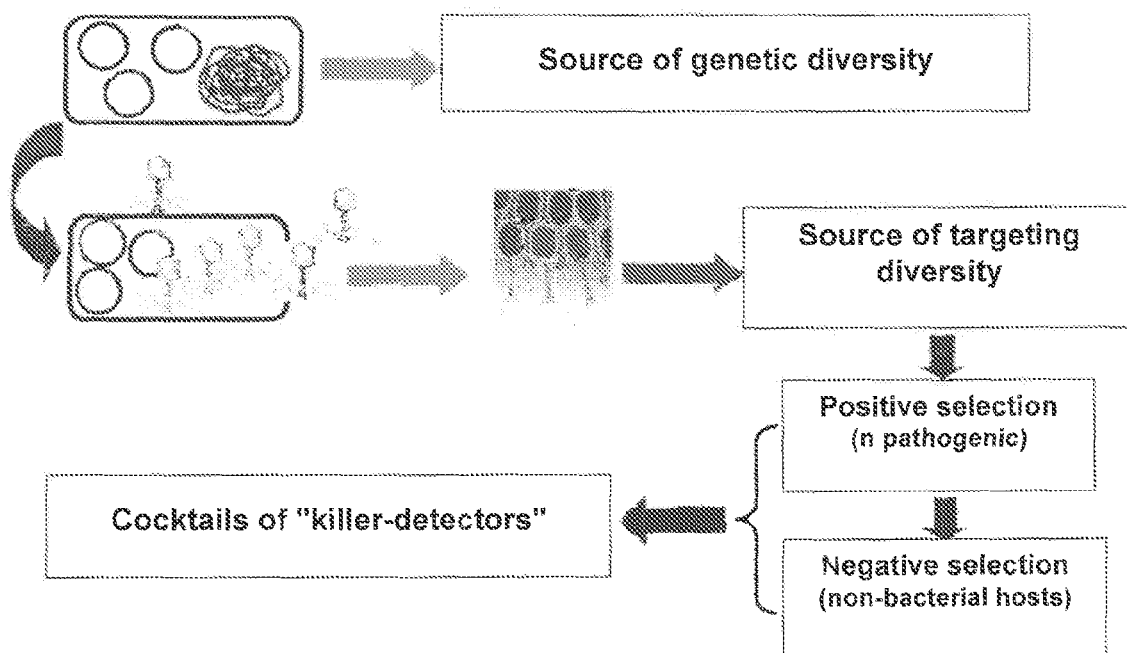 Source of genetic diversity
Source of targeting
diversity
Positive selection
(n pathogenic)
Cocktails of "killer-detectors"
Negative selection
(non-bacterial hosts)